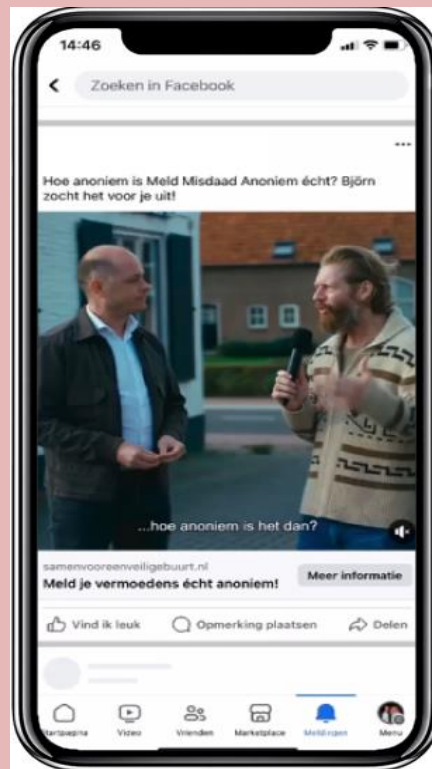 14:46
Zoeken in Facebook
Hoe anoniem is Meld Misdaad Anoniem écht? Björn
zocht het voor je uit!
...hoe anoniem is het dan?
samenvooreenveiligebuurt.nl
Meld je vermoedens écht anoniem!
Meer informatie
Vind ik leuk
Opmerking plaatsen
Delen
Startpagina
Video
Vrienden
Marketplace
Meldingen
Menu